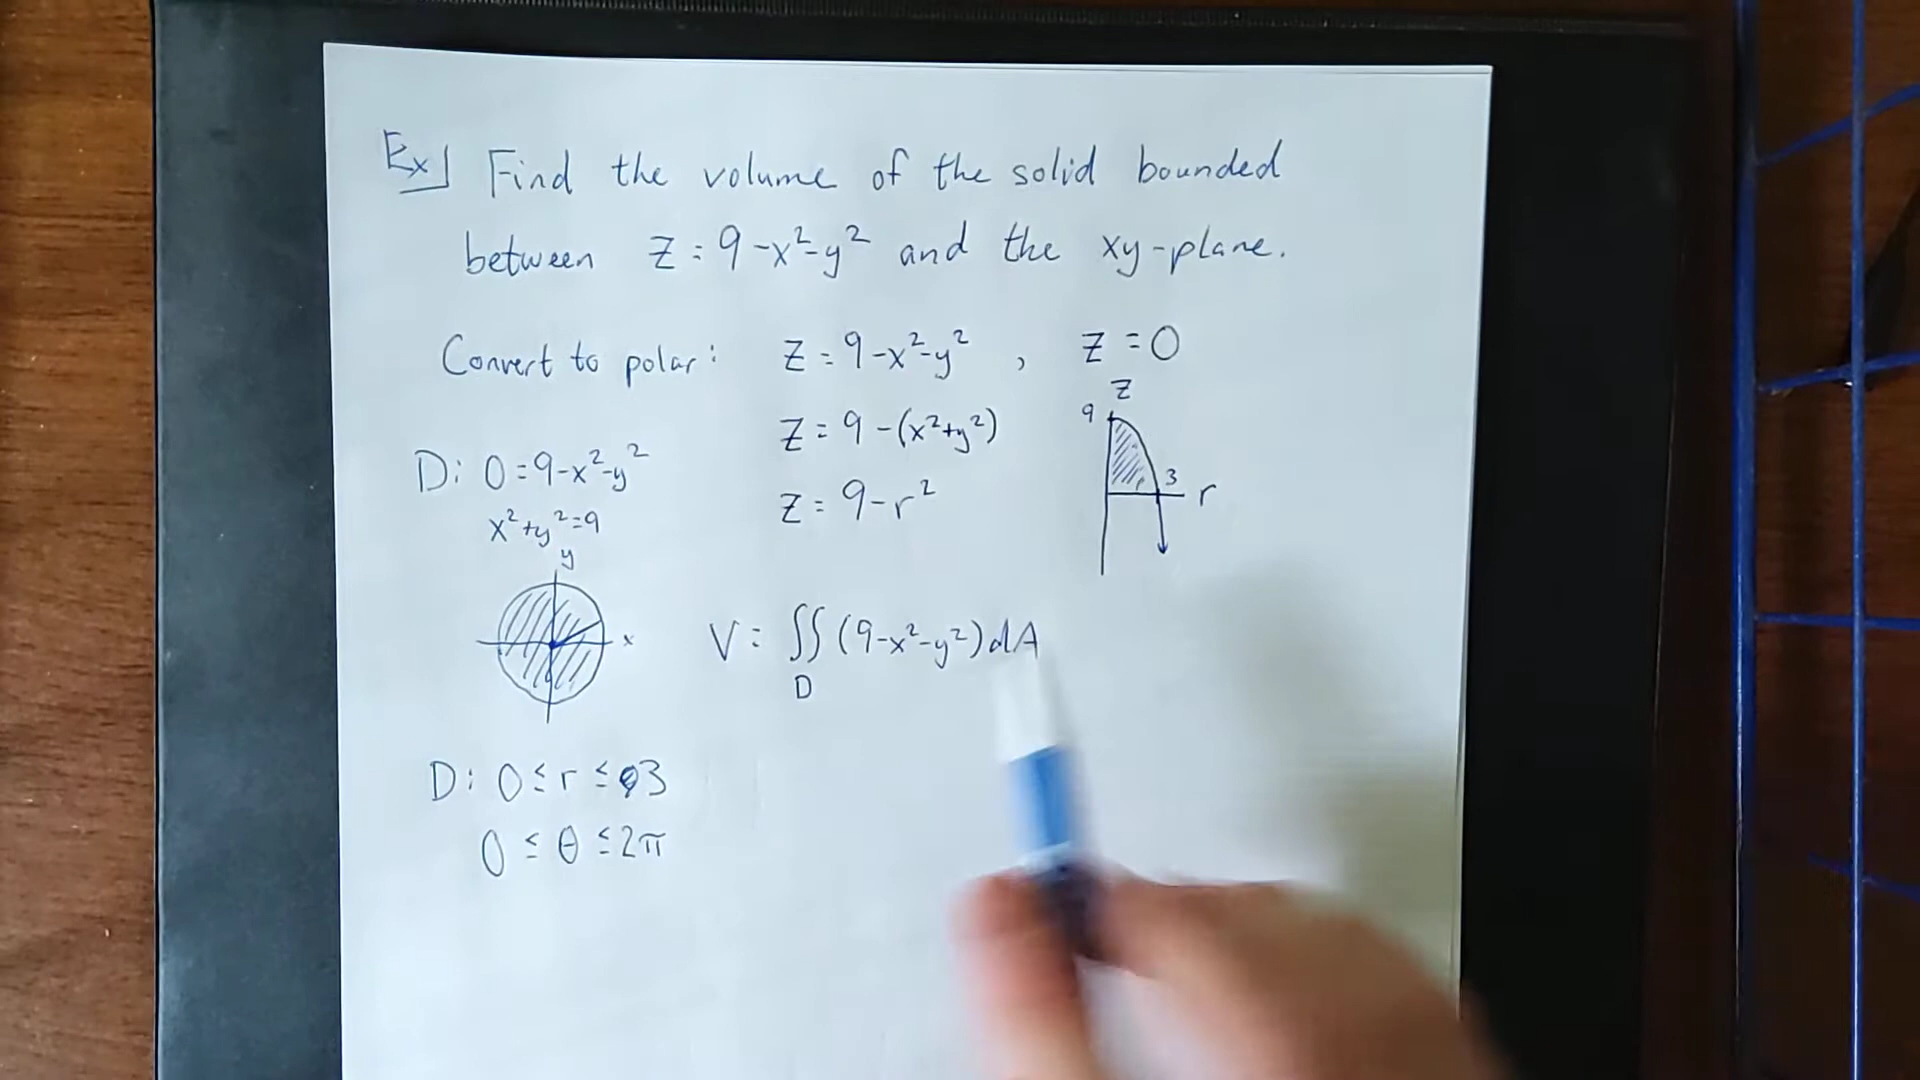 Ex] Find the volume of the solid bounded
between z = 9-x²-y² and the xy-plane.
Convert to polar: z = 9-x²-y² , z = 0
z = 9-(x²+y²)
z = 9-r²
z
9
3
r
D: 0=9-x²-y²
x²+y²=9
y
x
V = ∬ (9-x²-y²)dA
D
D: 0 ≤ r ≤ 3
0 ≤ θ ≤ 2π